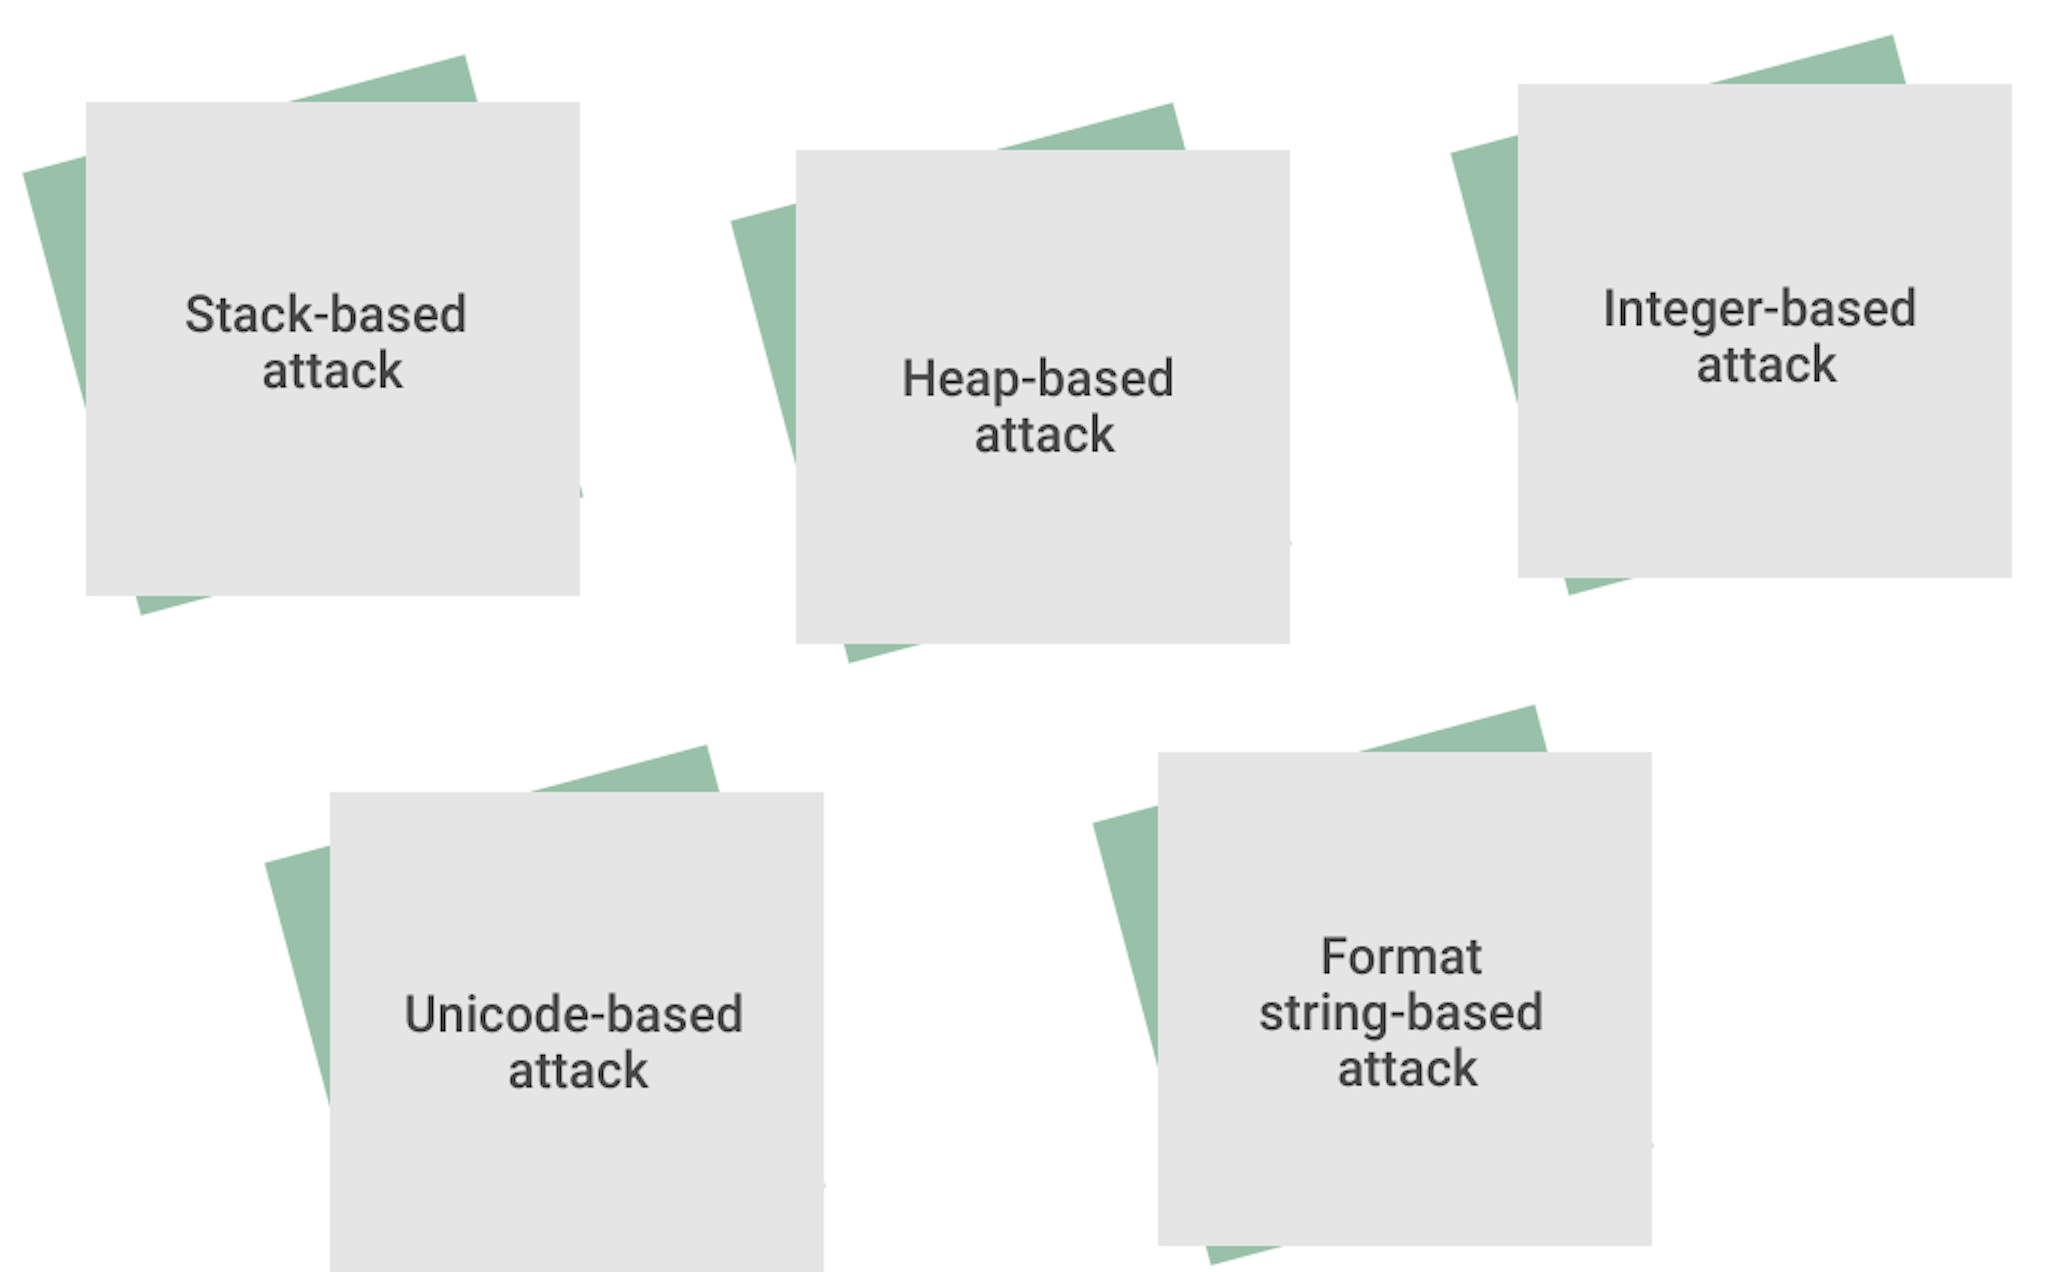 Stack-based
attack
Heap-based
attack
Integer-based
attack
Unicode-based
attack
Format
string-based
attack